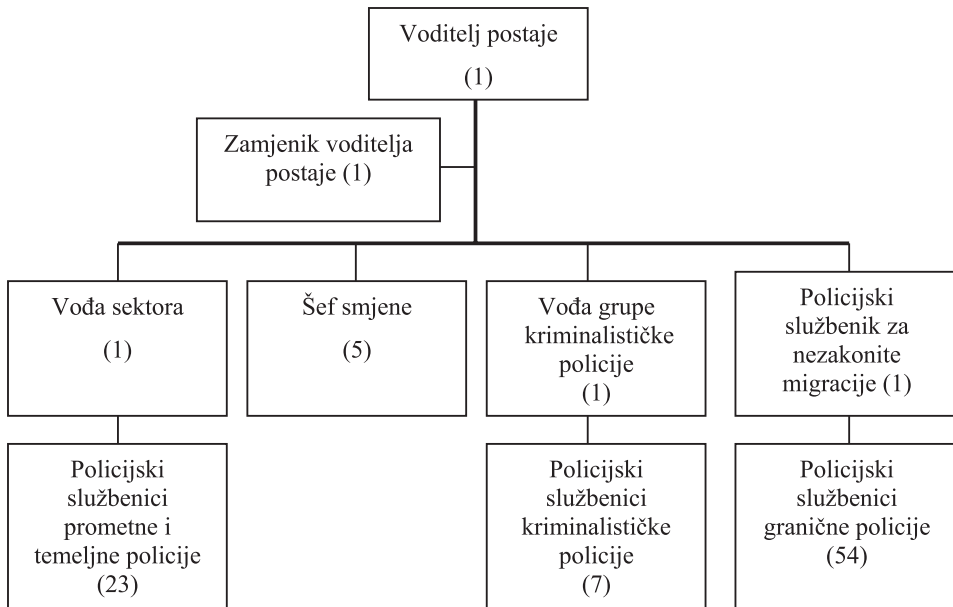 Voditelj postaje
(1)
Zamjenik voditelja
postaje (1)
Vođa sektora
(1)
Šef smjene
(5)
Vođa grupe
kriminalističke
policije
(1)
Policijski
službenik za
nezakonite
migracije (1)
Policijski
službenici
prometne i
temeljne policije
(23)
Policijski
službenici
kriminalističke
policije
(7)
Policijski
službenici
granične policije
(54)